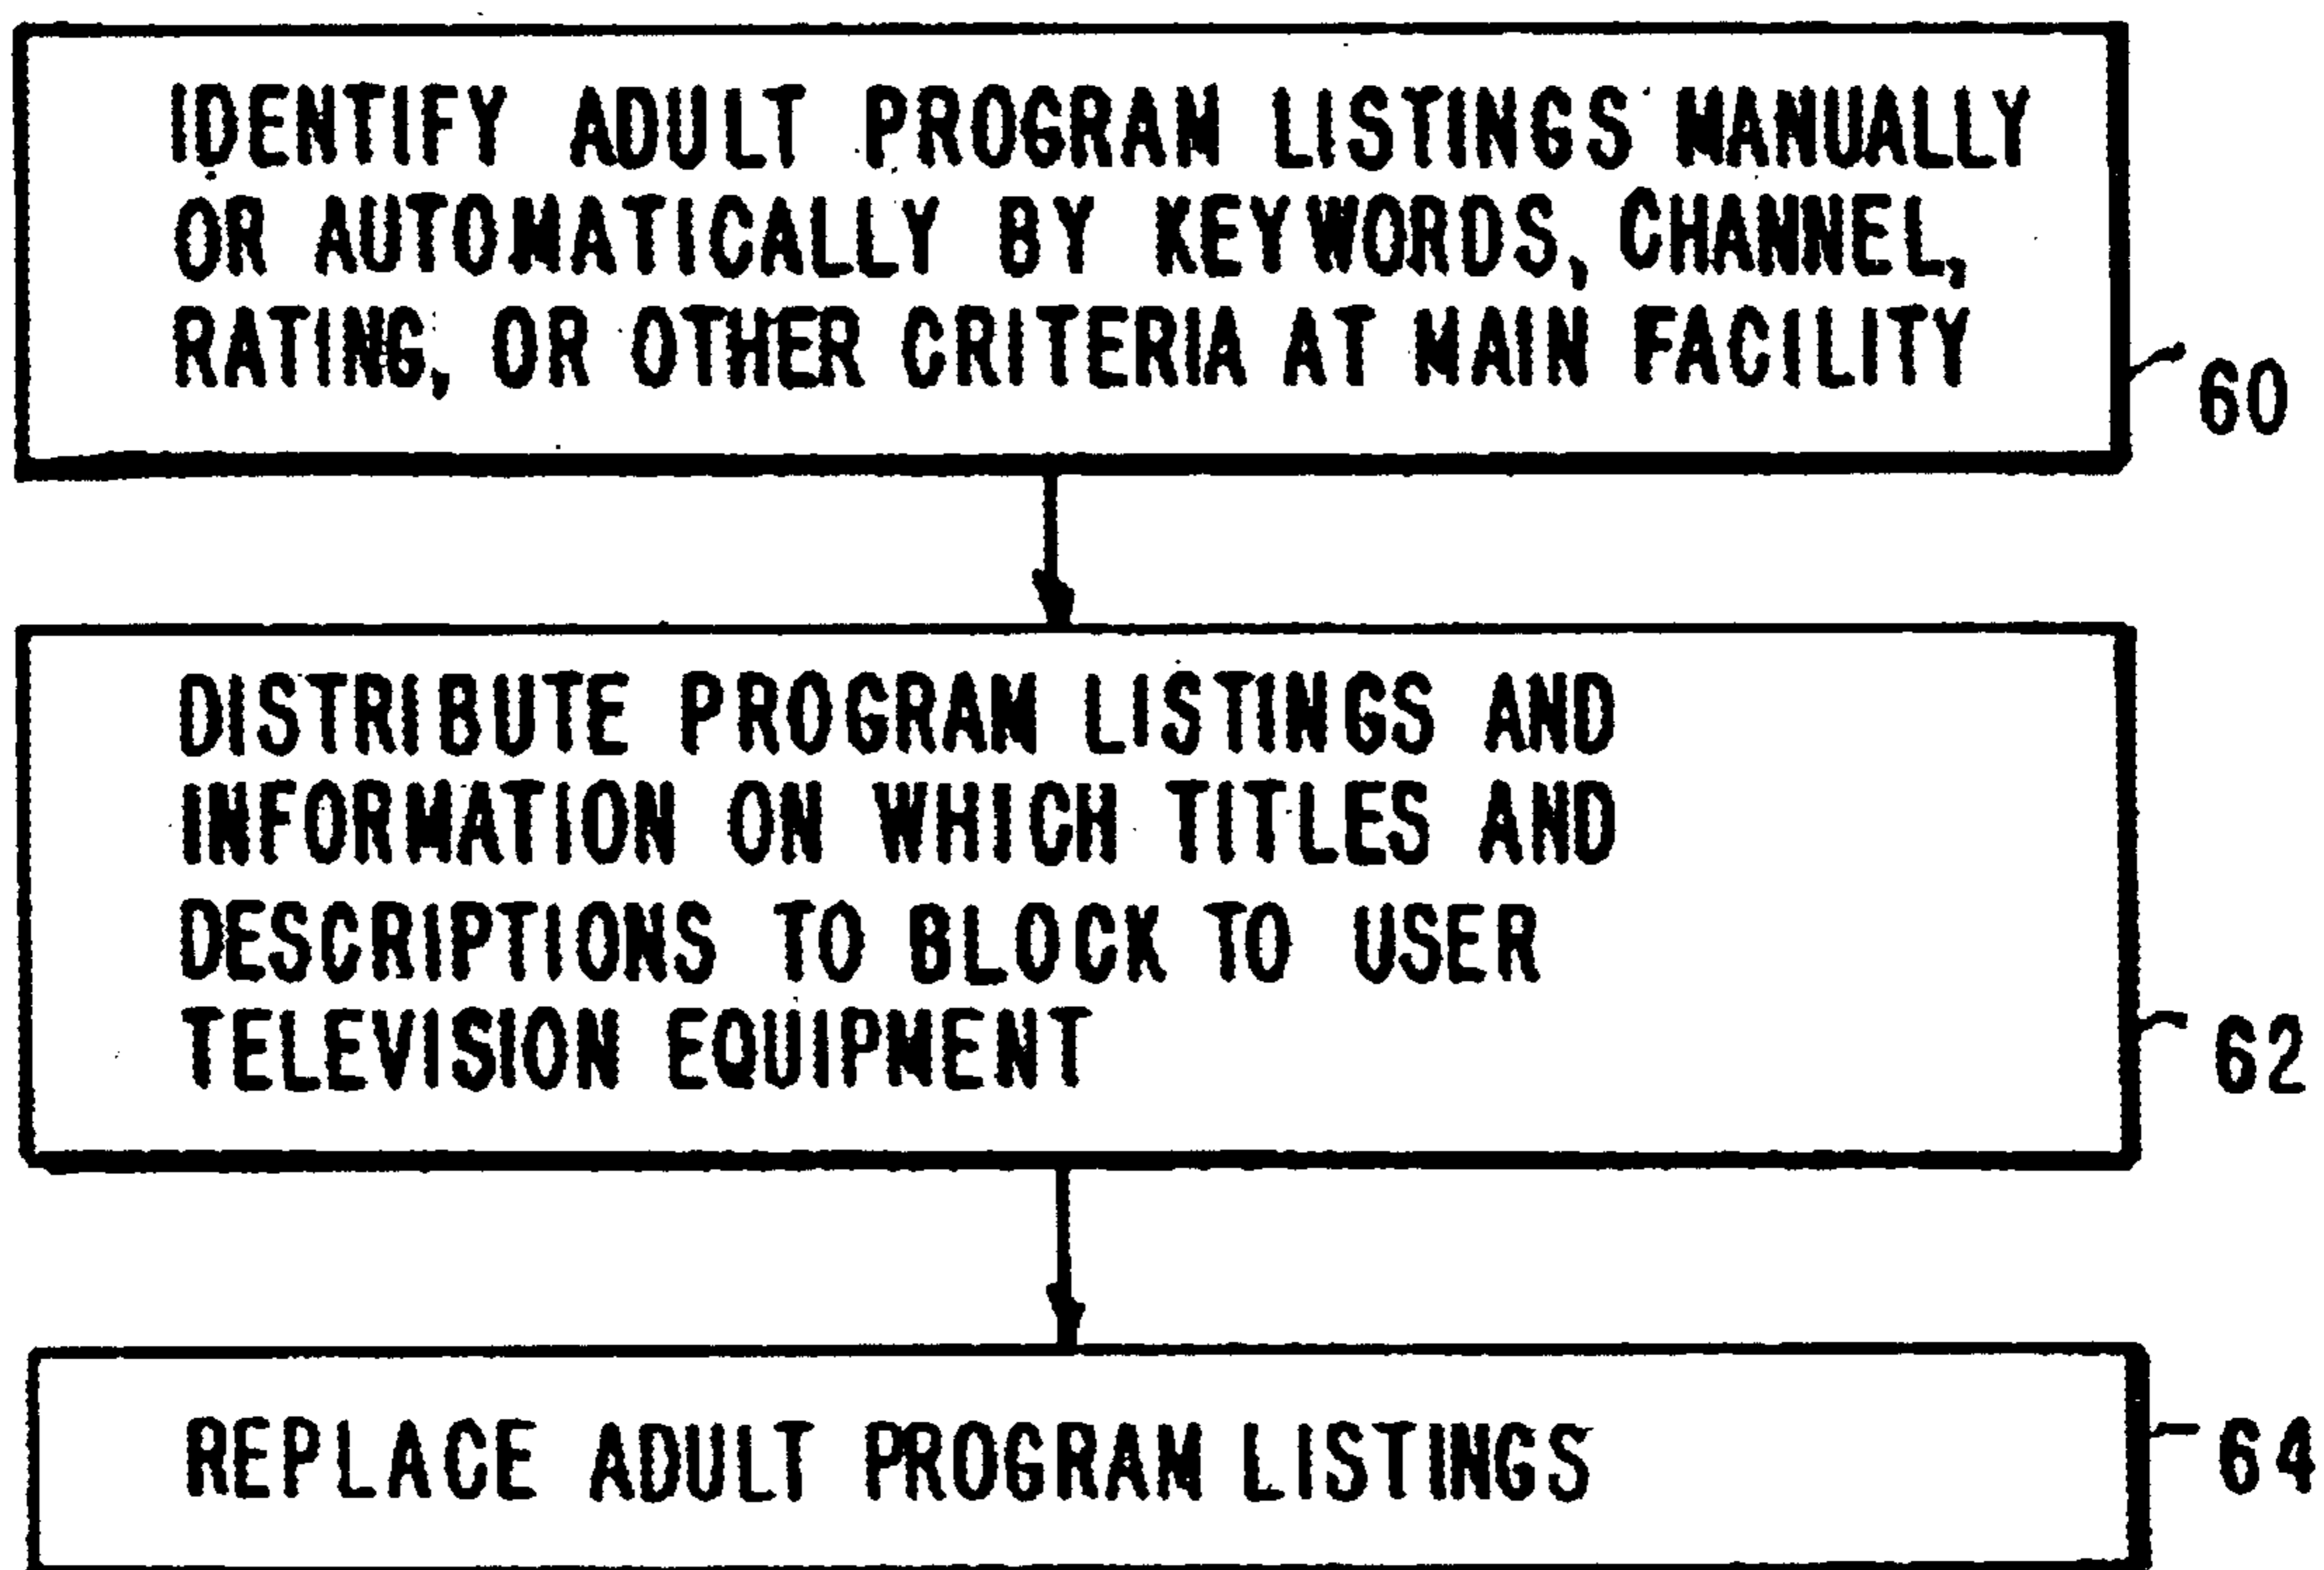 IDENTIFY ADULT PROGRAM LISTINGS MANUALLY
OR AUTOMATICALLY BY KEYWORDS, CHANNEL,
RATING, OR OTHER CRITERIA AT MAIN FACILITY
60
DISTRIBUTE PROGRAM LISTINGS AND
INFORMATION ON WHICH TITLES AND
DESCRIPTIONS TO BLOCK TO USER
TELEVISION EQUIPMENT
62
REPLACE ADULT PROGRAM LISTINGS
64